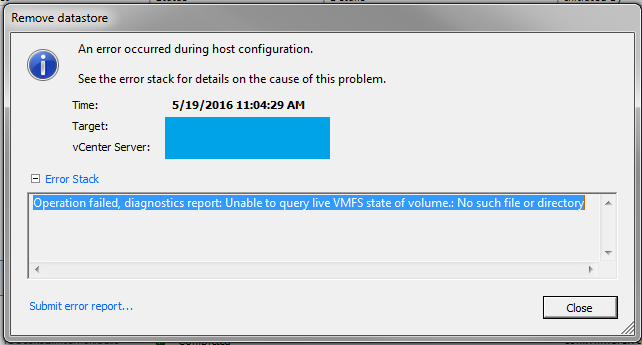 Remove datastore
An error occurred during host configuration.
See the error stack for details on the cause of this problem.
Time: 5/19/2016 11:04:29 AM
Target:
vCenter Server:
Error Stack
Operation failed, diagnostics report: Unable to query live VMFS state of volume.: No such file or directory
Submit error report...
Close